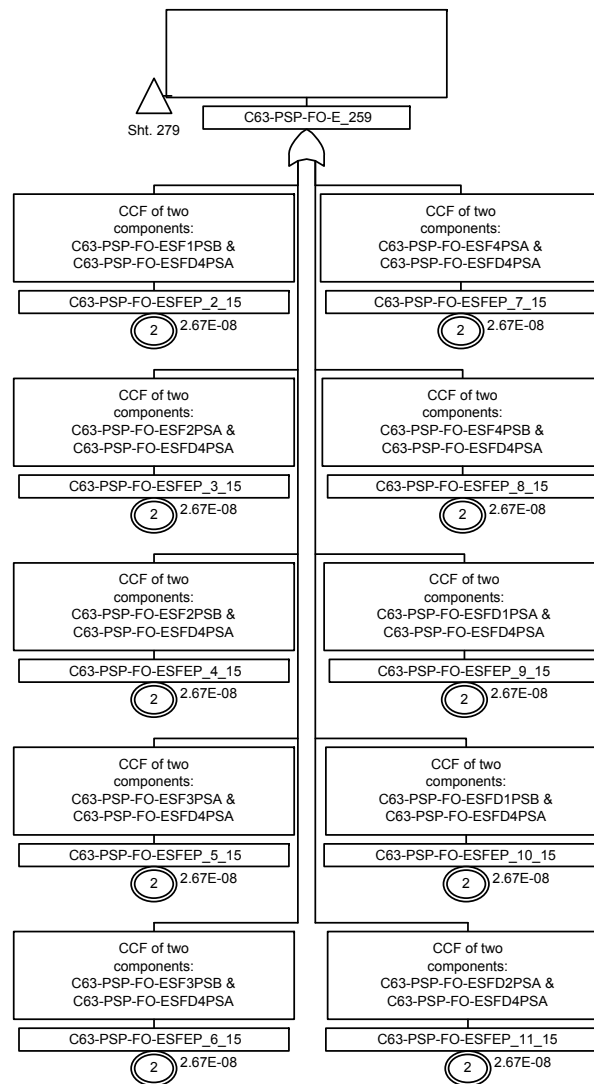 C63-PSP-FO-E_259
Sht. 279
CCF of two
components:
C63-PSP-FO-ESF1PSB &
C63-PSP-FO-ESFD4PSA
C63-PSP-FO-ESFEP_2_15
2
2.67E-08
CCF of two
components:
C63-PSP-FO-ESF2PSA &
C63-PSP-FO-ESFD4PSA
C63-PSP-FO-ESFEP_3_15
2
2.67E-08
CCF of two
components:
C63-PSP-FO-ESF2PSB &
C63-PSP-FO-ESFD4PSA
C63-PSP-FO-ESFEP_4_15
2
2.67E-08
CCF of two
components:
C63-PSP-FO-ESF3PSA &
C63-PSP-FO-ESFD4PSA
C63-PSP-FO-ESFEP_5_15
2
2.67E-08
CCF of two
components:
C63-PSP-FO-ESF3PSB &
C63-PSP-FO-ESFD4PSA
C63-PSP-FO-ESFEP_6_15
2
2.67E-08
CCF of two
components:
C63-PSP-FO-ESF4PSA &
C63-PSP-FO-ESFD4PSA
C63-PSP-FO-ESFEP_7_15
2
2.67E-08
CCF of two
components:
C63-PSP-FO-ESF4PSB &
C63-PSP-FO-ESFD4PSA
C63-PSP-FO-ESFEP_8_15
2
2.67E-08
CCF of two
components:
C63-PSP-FO-ESFD1PSA &
C63-PSP-FO-ESFD4PSA
C63-PSP-FO-ESFEP_9_15
2
2.67E-08
CCF of two
components:
C63-PSP-FO-ESFD1PSB &
C63-PSP-FO-ESFD4PSA
C63-PSP-FO-ESFEP_10_15
2
2.67E-08
CCF of two
components:
C63-PSP-FO-ESFD2PSA &
C63-PSP-FO-ESFD4PSA
C63-PSP-FO-ESFEP_11_15
2
2.67E-08